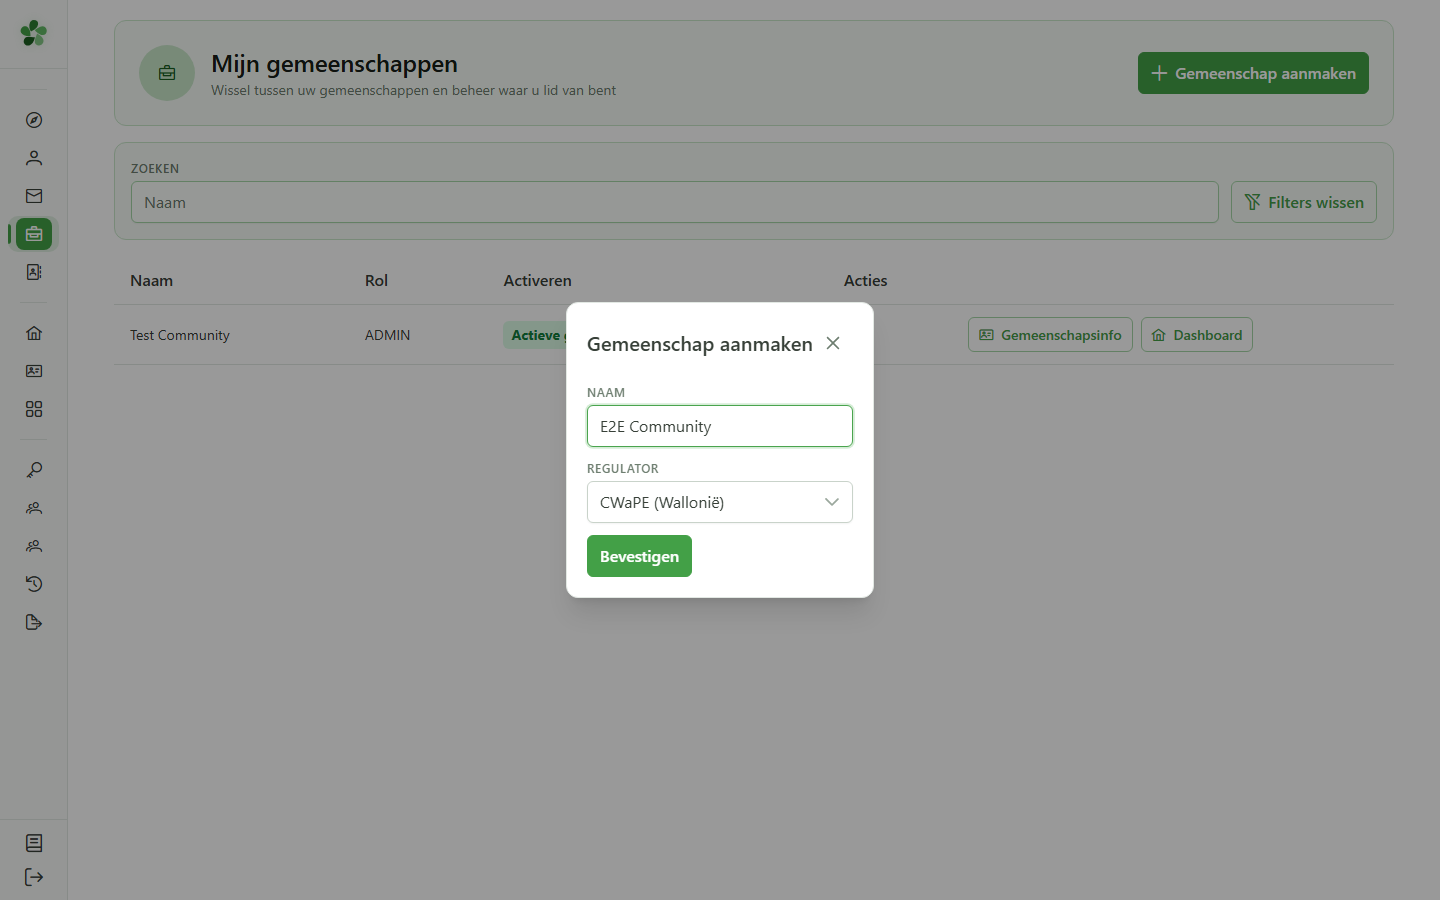 Mijn gemeenschappen
Wissel tussen uw gemeenschappen en beheer waar u lid van bent
Gemeenschap aanmaken
ZOEKEN
Naam
Filters wissen
Naam Rol Activeren Acties
Test Community ADMIN Actieve Gemeenschapsinfo Dashboard
Gemeenschap aanmaken
NAAM
E2E Community
REGULATOR
CWaPE (Wallonië)
Bevestigen